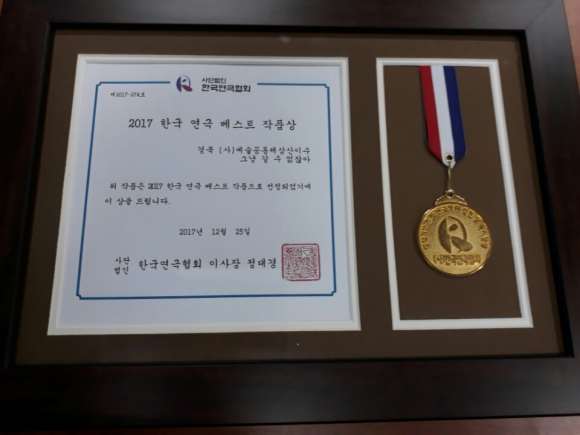 사단법인
한국연극협회
제2017-274호
2017 한국 연극 베스트 작품상
경북 (사)예술공동체삼산이수
그냥 갈 수 없잖아
위 작품은 2017 한국 연극 베스트 작품으로 선정되었기에
이 상을 드립니다.
2017년 12월 25일
사단
법인 한국연극협회 이사장 정대경
(사)한국연극협회